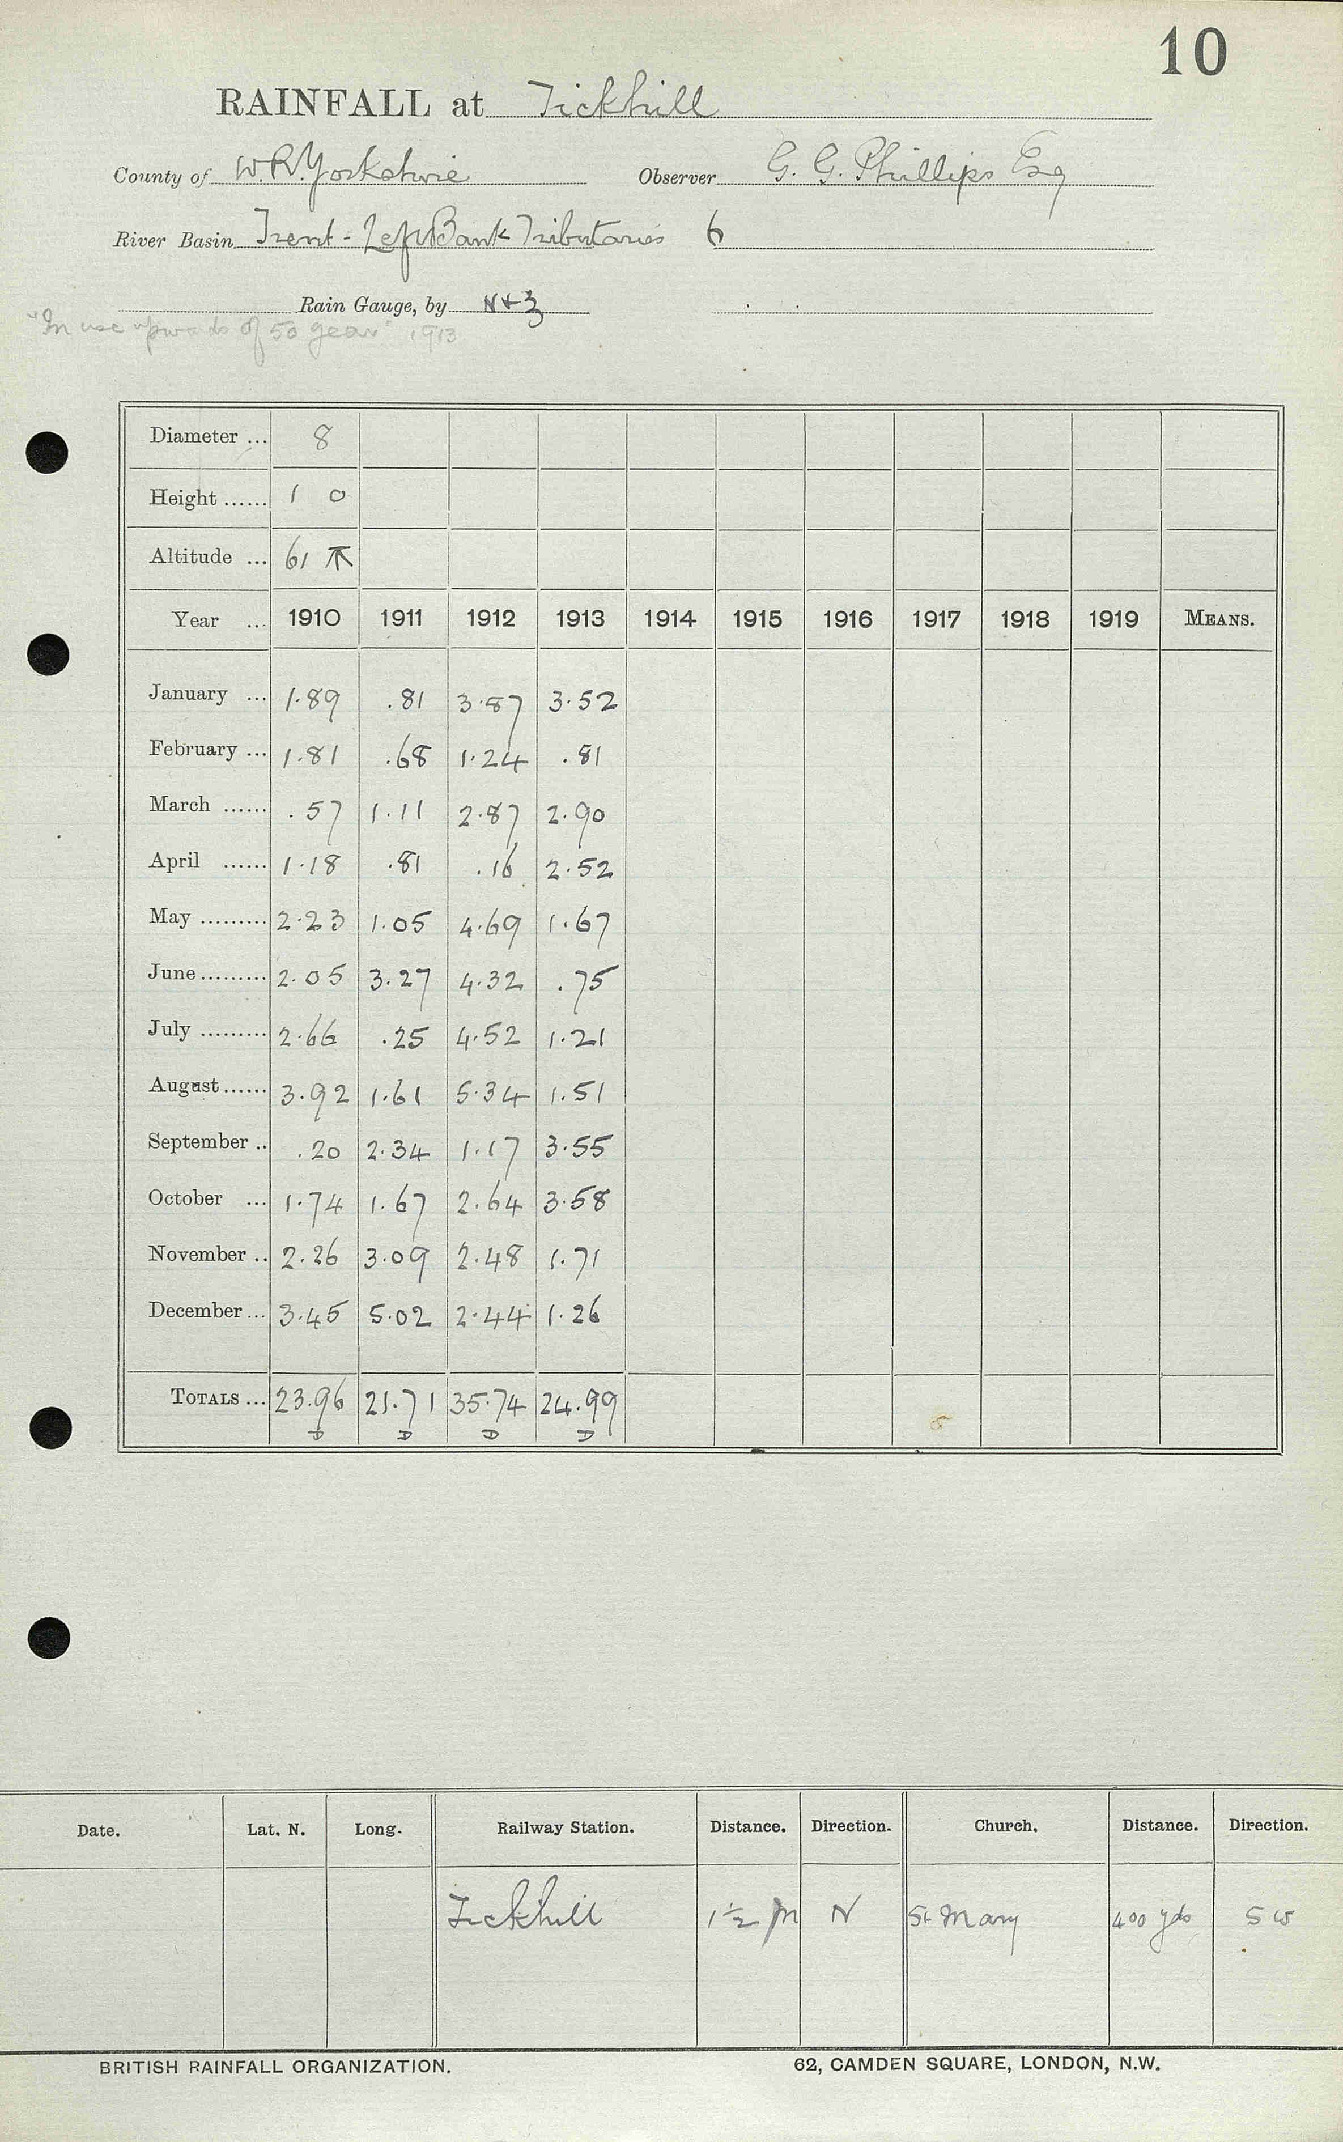 10
RAINFALL at Tickhill
County of W.R. Yorkshire Observer G. G. Phillips Esq
River Basin Trent - Left Bank Tributaries 6
Rain Gauge, by N+Z
"In use upwards of 50 years" 1913
Diameter ... 8
Height ...... 1 0
Altitude ... 61
Year ... 1910 1911 1912 1913 1914 1915 1916 1917 1918 1919 MEANS.
January ... 1.89 .81 3.87 3.52
February ... 1.81 .68 1.24 .81
March ...... .57 1.11 2.87 2.90
April ...... 1.18 .81 .16 2.52
May ......... 2.23 1.05 4.69 1.67
June ......... 2.05 3.27 4.32 .75
July ......... 2.66 .25 4.52 1.21
August ...... 3.92 1.61 5.34 1.51
September .. .20 2.34 1.17 3.55
October ... 1.74 1.67 2.64 3.58
November .. 2.26 3.09 2.48 1.71
December ... 3.45 5.02 2.44 1.26
TOTALS ... 23.96 21.71 35.74 24.99
D D D D
Date. Lat. N. Long. Railway Station. Distance. Direction. Church. Distance. Direction.
Tickhill 1½ m N St Mary 400 yds SW
BRITISH RAINFALL ORGANIZATION. 62, CAMDEN SQUARE, LONDON, N.W.